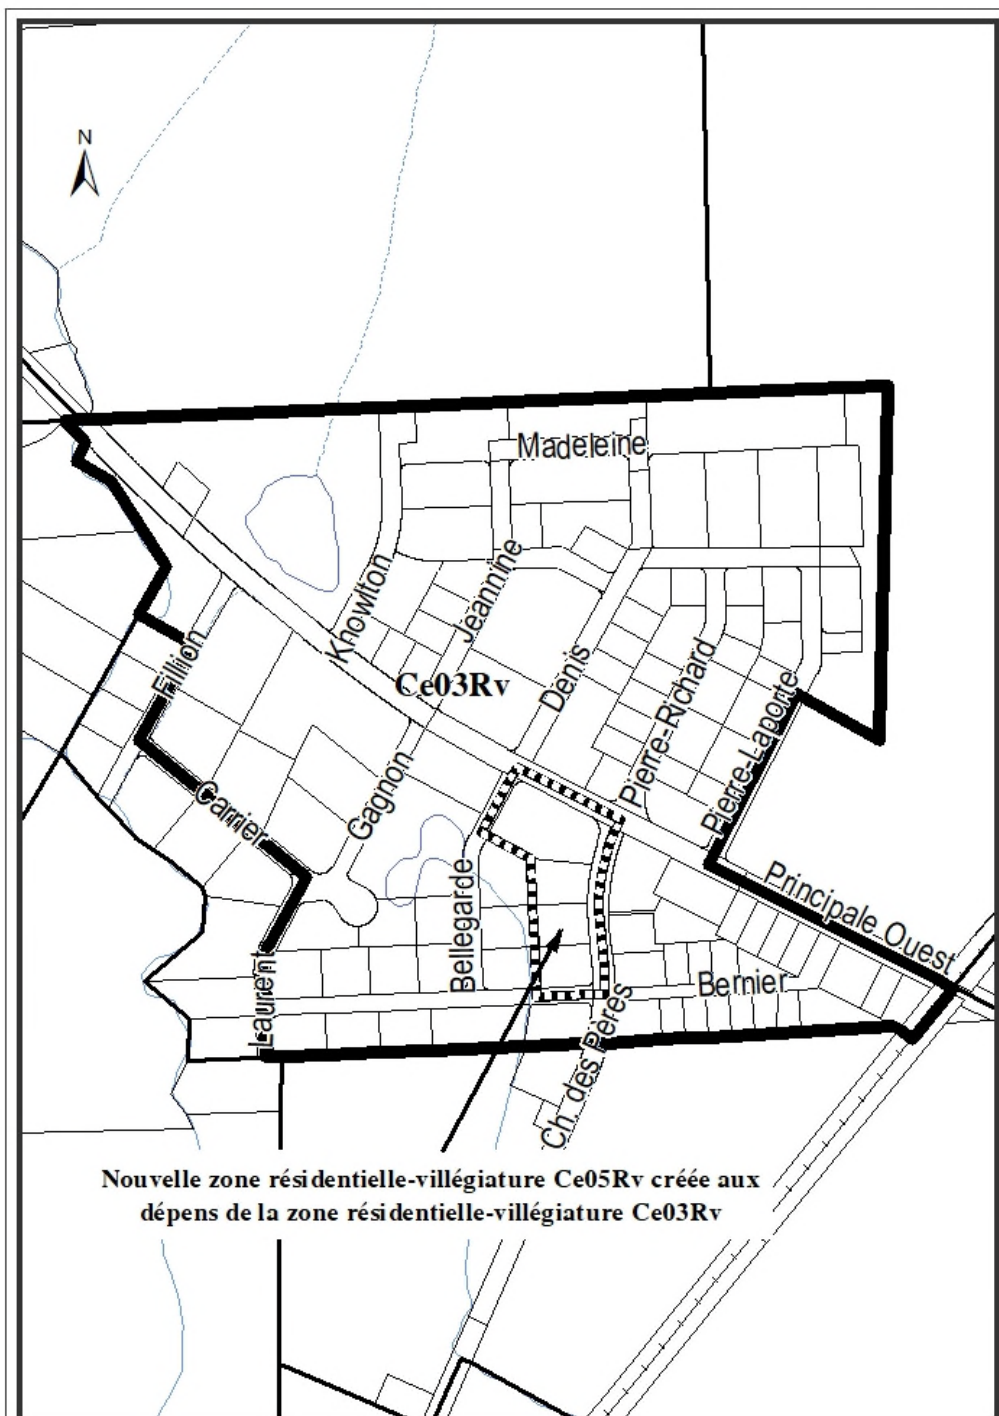 N
Madeleine
Knowlton
Jeannine
Fillion
Ce03Rv
Denis
Pierre-Richard
Pierre-Laporte
Gagnon
Carrier
Bellegarde
Principale Ouest
Laurent
Bernier
Ch. des Pères
Nouvelle zone résidentielle-villégiature Ce05Rv créée aux
dépens de la zone résidentielle-villégiature Ce03Rv